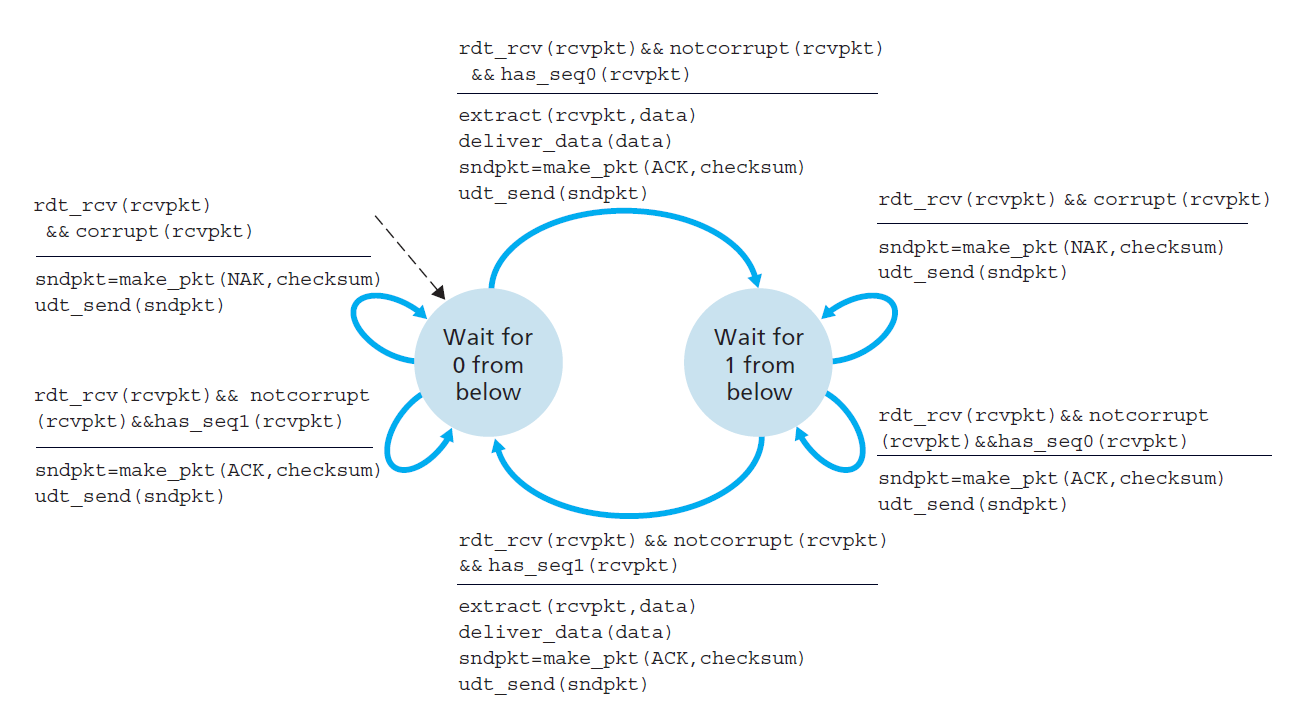 rdt_rcv(rcvpkt)&& notcorrupt(rcvpkt)
&& has_seq0(rcvpkt)
extract(rcvpkt,data)
deliver_data(data)
sndpkt=make_pkt(ACK,checksum)
udt_send(sndpkt)
rdt_rcv(rcvpkt)
&& corrupt(rcvpkt)
sndpkt=make_pkt(NAK,checksum)
udt_send(sndpkt)
rdt_rcv(rcvpkt) && corrupt(rcvpkt)
sndpkt=make_pkt(NAK,checksum)
udt_send(sndpkt)
Wait for
0 from
below
Wait for
1 from
below
rdt_rcv(rcvpkt)&& notcorrupt
(rcvpkt)&&has_seq1(rcvpkt)
sndpkt=make_pkt(ACK,checksum)
udt_send(sndpkt)
rdt_rcv(rcvpkt)&& notcorrupt
(rcvpkt)&&has_seq0(rcvpkt)
sndpkt=make_pkt(ACK,checksum)
udt_send(sndpkt)
rdt_rcv(rcvpkt) && notcorrupt(rcvpkt)
&& has_seq1(rcvpkt)
extract(rcvpkt,data)
deliver_data(data)
sndpkt=make_pkt(ACK,checksum)
udt_send(sndpkt)